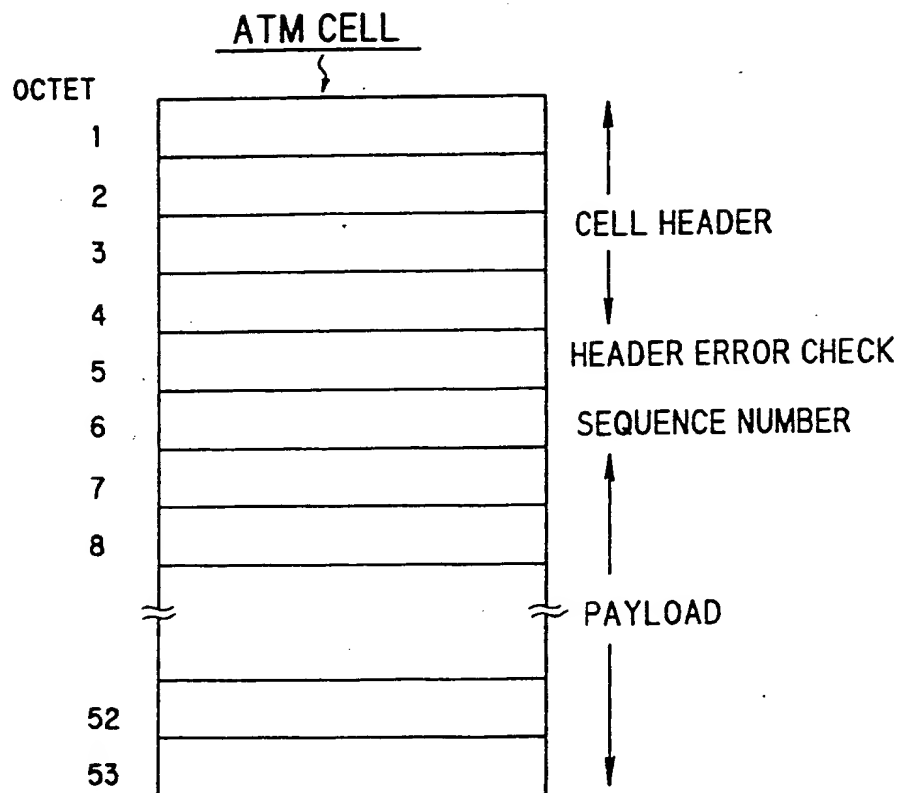 ATM CELL
OCTET
1
2
3
CELL HEADER
4
5
HEADER ERROR CHECK
6
SEQUENCE NUMBER
7
8
PAYLOAD
52
53